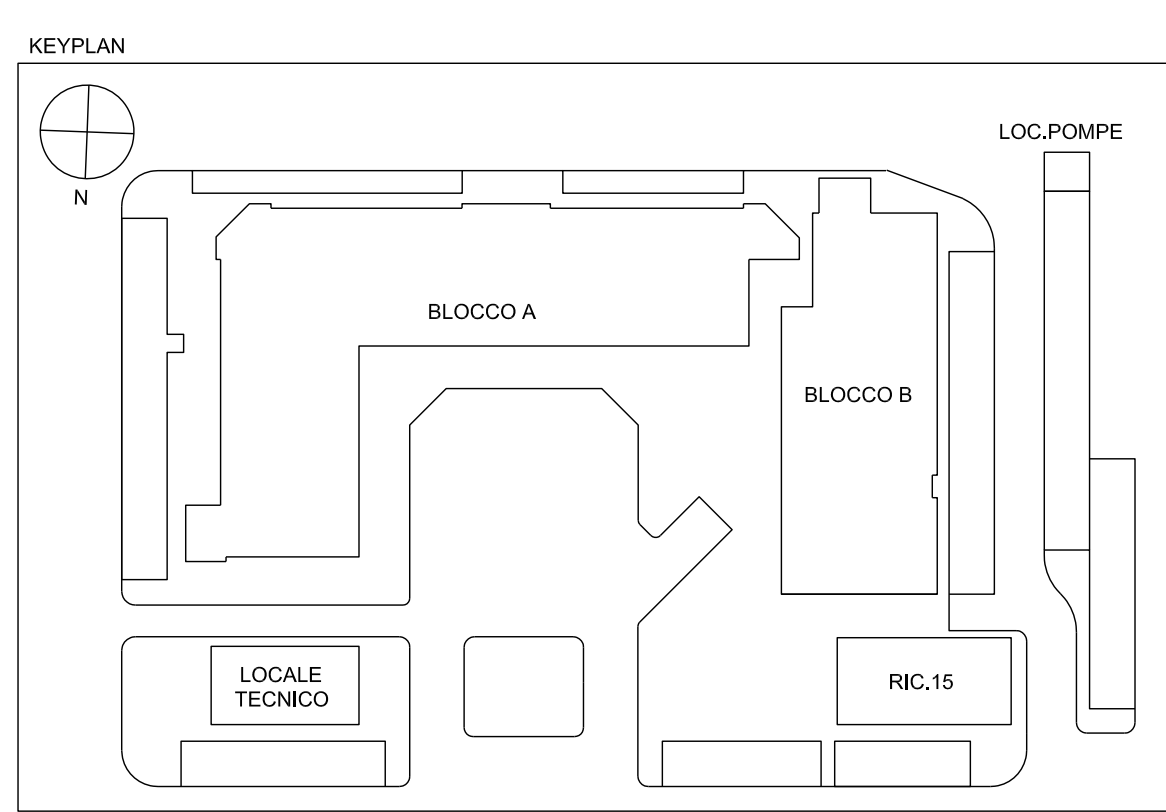 KEYPLAN
LOC.POMPE
N
BLOCCO A
BLOCCO B
LOCALE
TECNICO
RIC.15